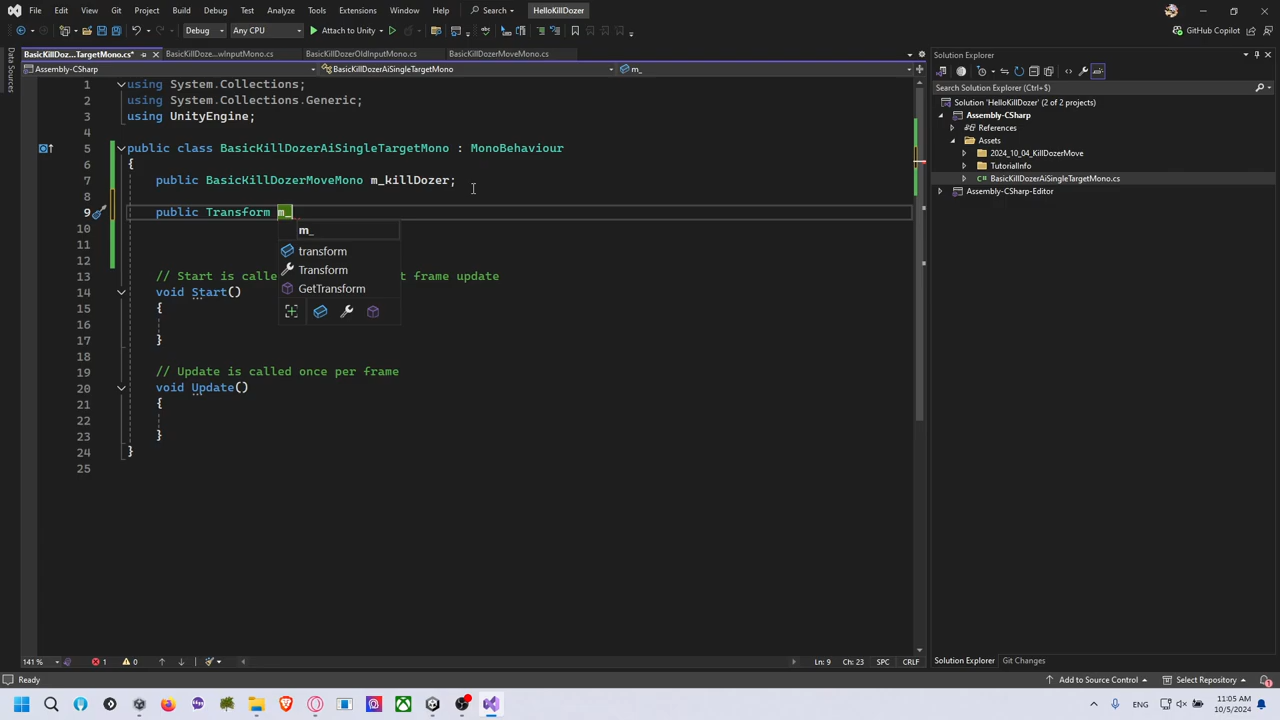 File Edit View Git Project Build Debug Test Analyze Tools Extensions Window Help Search HelloKillDozer
Debug Any CPU Attach to Unity GitHub Copilot
BasicKillDoz...TargetMono.cs* BasicKillDoze...wInputMono.cs BasicKillDozerOldInputMono.cs BasicKillDozerMoveMono.cs
Solution Explorer
Data Sources
Assembly-CSharp BasicKillDozerAiSingleTargetMono m_
Search Solution Explorer (Ctrl+$)
Solution 'HelloKillDozer' (2 of 2 projects)
Assembly-CSharp
References
Assets
2024_10_04_KillDozerMove
TutorialInfo
BasicKillDozerAiSingleTargetMono.cs
Assembly-CSharp-Editor
1 using System.Collections;
2 using System.Collections.Generic;
3 using UnityEngine;
4
5 public class BasicKillDozerAiSingleTargetMono : MonoBehaviour
6 {
7 public BasicKillDozerMoveMono m_killDozer;
8
9 public Transform m_
10
m_
11
transform
12
Transform
13 // Start is calle t frame update
GetTransform
14 void Start()
15 {
16
17 }
18
19 // Update is called once per frame
20 void Update()
21 {
22
23 }
24 }
25
141 % 1 0 Ln: 9 Ch: 23 SPC CRLF
Solution Explorer Git Changes
Ready Add to Source Control Select Repository
ENG 11:05 AM
10/5/2024